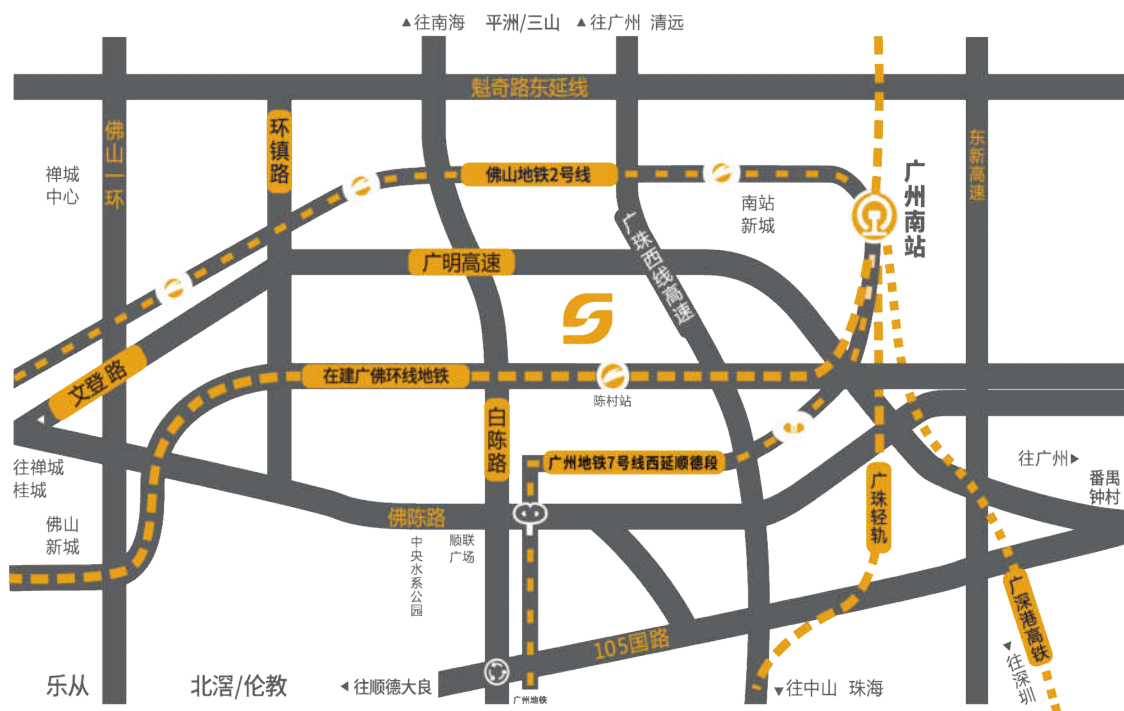 ▲往南海 平洲/三山 ▲往广州 清远
魁奇路东延线
佛山一环
环镇路
东新高速
禅城
中心
佛山地铁2号线
南站
新城
广州南站
广珠西线高速
广明高速
文登路
在建广佛环线地铁
陈村站
白陈路
往禅城
桂城
广州地铁7号线西延顺德段
往广州▶
番禺
钟村
广珠轻轨
佛山
新城
佛陈路
中央水系公园
顺联
广场
广深港高铁
105国路
▼往深圳
乐从
北滘/伦教
◀往顺德大良
广州地铁
▼往中山 珠海